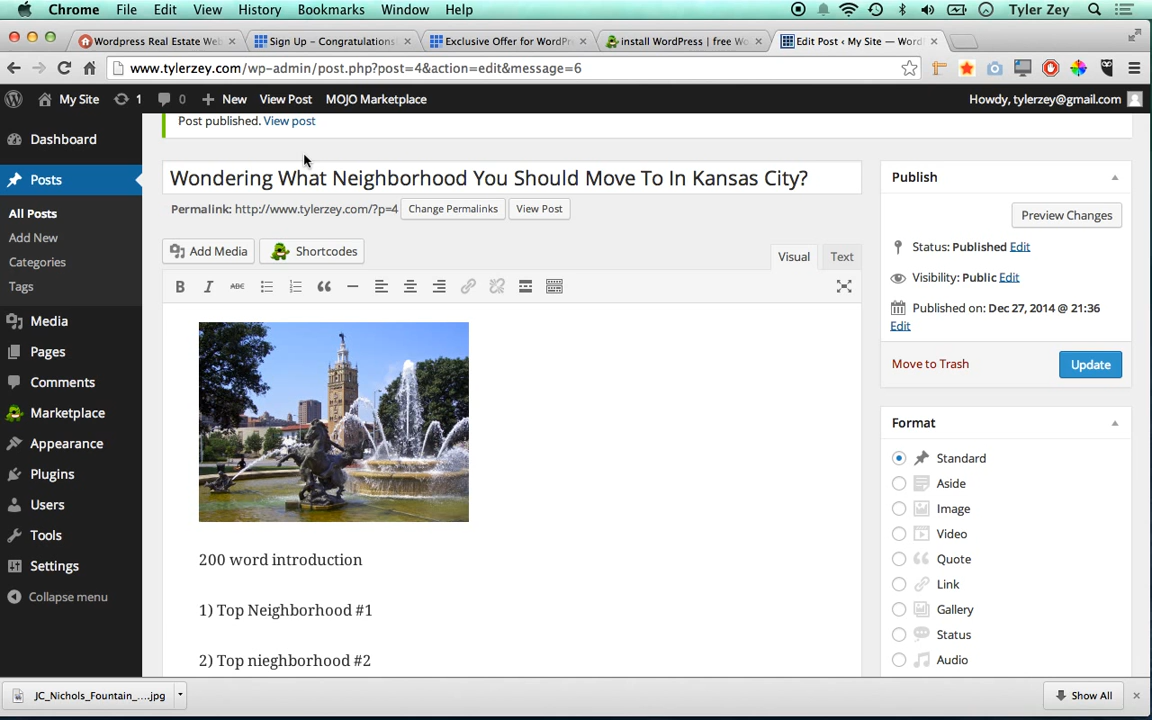 Chrome File Edit View History Bookmarks Window Help Tyler Zey
Wordpress Real Estate Web Sign Up – Congratulations Exclusive Offer for WordPr install WordPress | free Wo Edit Post ‹ My Site — Word
www.tylerzey.com/wp-admin/post.php?post=4&action=edit&message=6
My Site 1 0 New View Post MOJO Marketplace Howdy, tylerzey@gmail.com
Post published. View post
Dashboard
Posts
All Posts
Add New
Categories
Tags
Media
Pages
Comments
Marketplace
Appearance
Plugins
Users
Tools
Settings
Collapse menu
Wondering What Neighborhood You Should Move To In Kansas City?
Permalink: http://www.tylerzey.com/?p=4 Change Permalinks View Post
Add Media Shortcodes
Visual Text
B I ABC
200 word introduction
1) Top Neighborhood #1
2) Top nieghborhood #2
Publish
Preview Changes
Status: Published Edit
Visibility: Public Edit
Published on: Dec 27, 2014 @ 21:36
Edit
Move to Trash Update
Format
Standard
Aside
Image
Video
Quote
Link
Gallery
Status
Audio
JC_Nichols_Fountain_....jpg Show All